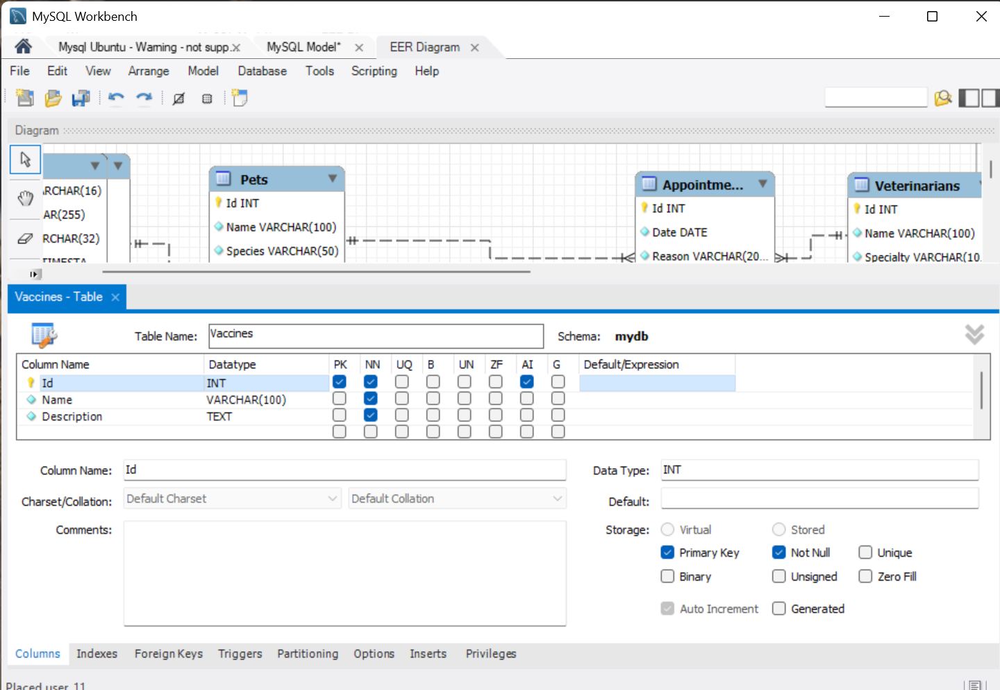 MySQL Workbench
Mysql Ubuntu - Warning - not supp.
MySQL Model*
EER Diagram
File Edit View Arrange Model Database Tools Scripting Help
Diagram
RCHAR(16)
AR(255)
RCHAR(32)
TIMESTA
Pets
Id INT
Name VARCHAR(100)
Species VARCHAR(50)
Appointme...
Id INT
Date DATE
Reason VARCHAR(20...
Veterinarians
Id INT
Name VARCHAR(100)
Specialty VARCHAR(10.
Vaccines - Table
Table Name: Vaccines Schema: mydb
Column Name Datatype PK NN UQ B UN ZF AI G Default/Expression
Id INT
Name VARCHAR(100)
Description TEXT
Column Name: Id Data Type: INT
Charset/Collation: Default Charset Default Collation Default:
Comments: Storage: Virtual Stored
Primary Key Not Null Unique
Binary Unsigned Zero Fill
Auto Increment Generated
Columns Indexes Foreign Keys Triggers Partitioning Options Inserts Privileges
Placed user_11